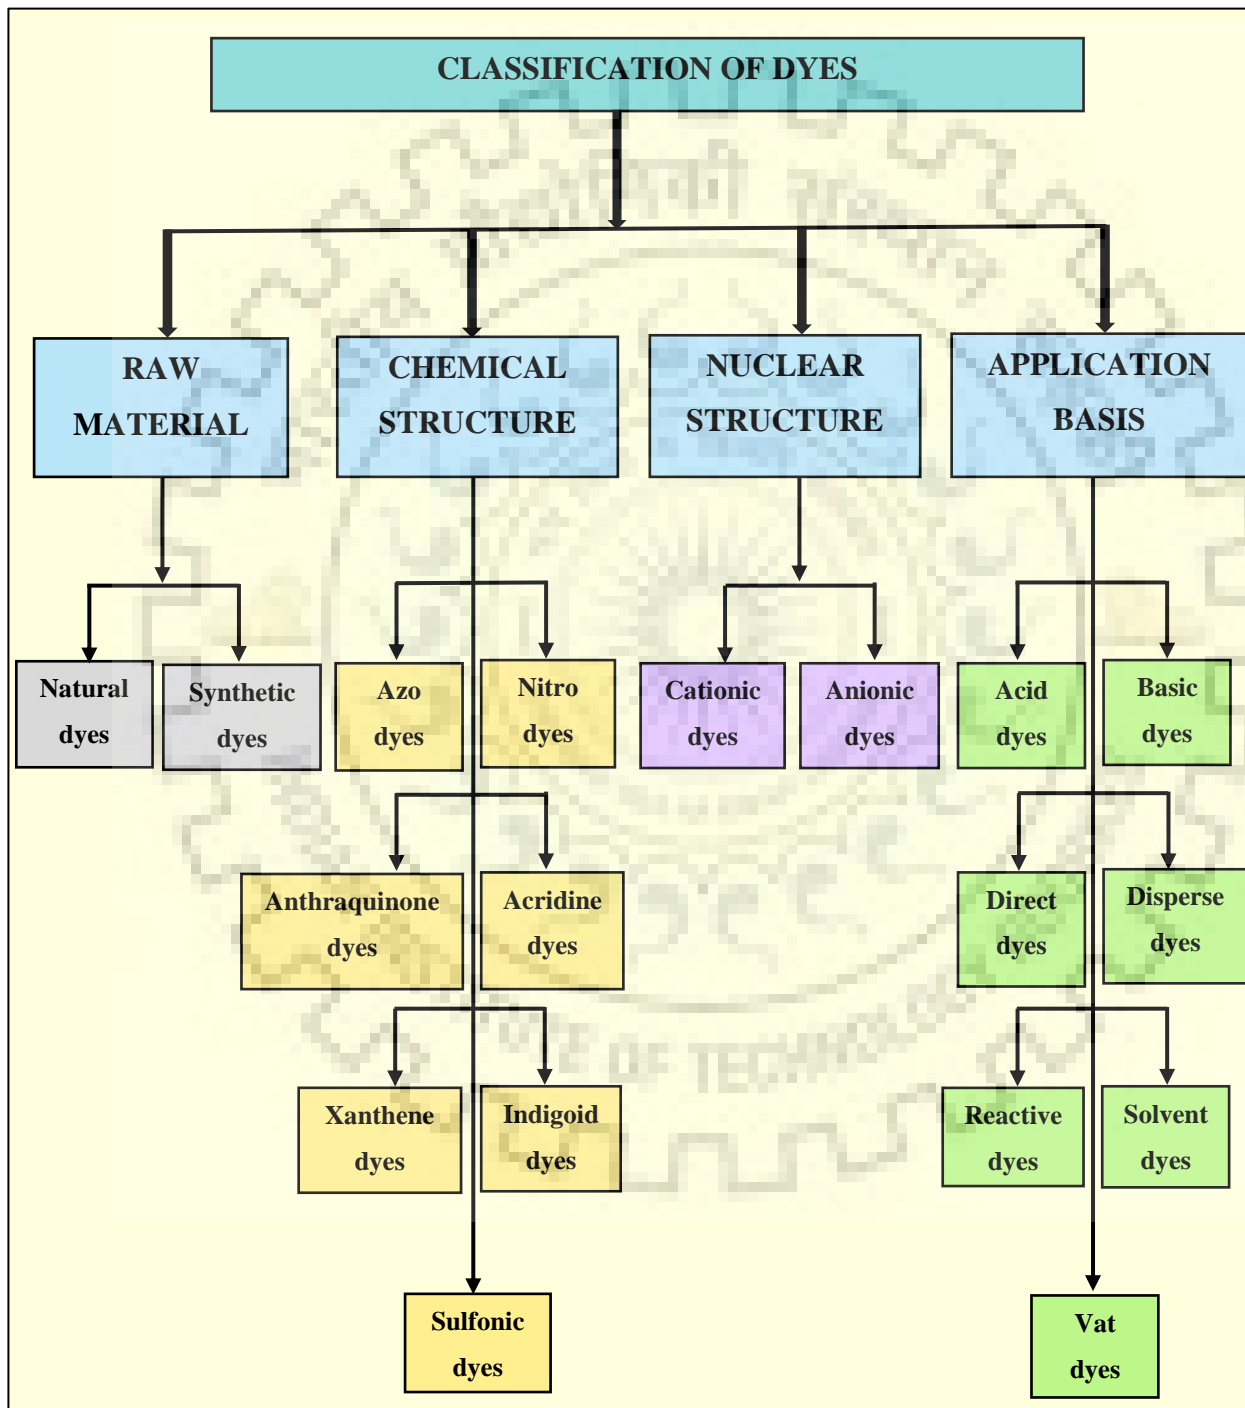 CLASSIFICATION OF DYES
RAW
MATERIAL
CHEMICAL
STRUCTURE
NUCLEAR
STRUCTURE
APPLICATION
BASIS
Natural
dyes
Synthetic
dyes
Azo
dyes
Nitro
dyes
Cationic
dyes
Anionic
dyes
Acid
dyes
Basic
dyes
Anthraquinone
dyes
Acridine
dyes
Direct
dyes
Disperse
dyes
Xanthene
dyes
Indigoid
dyes
Reactive
dyes
Solvent
dyes
Sulfonic
dyes
Vat
dyes
OF TECHNOLOGY